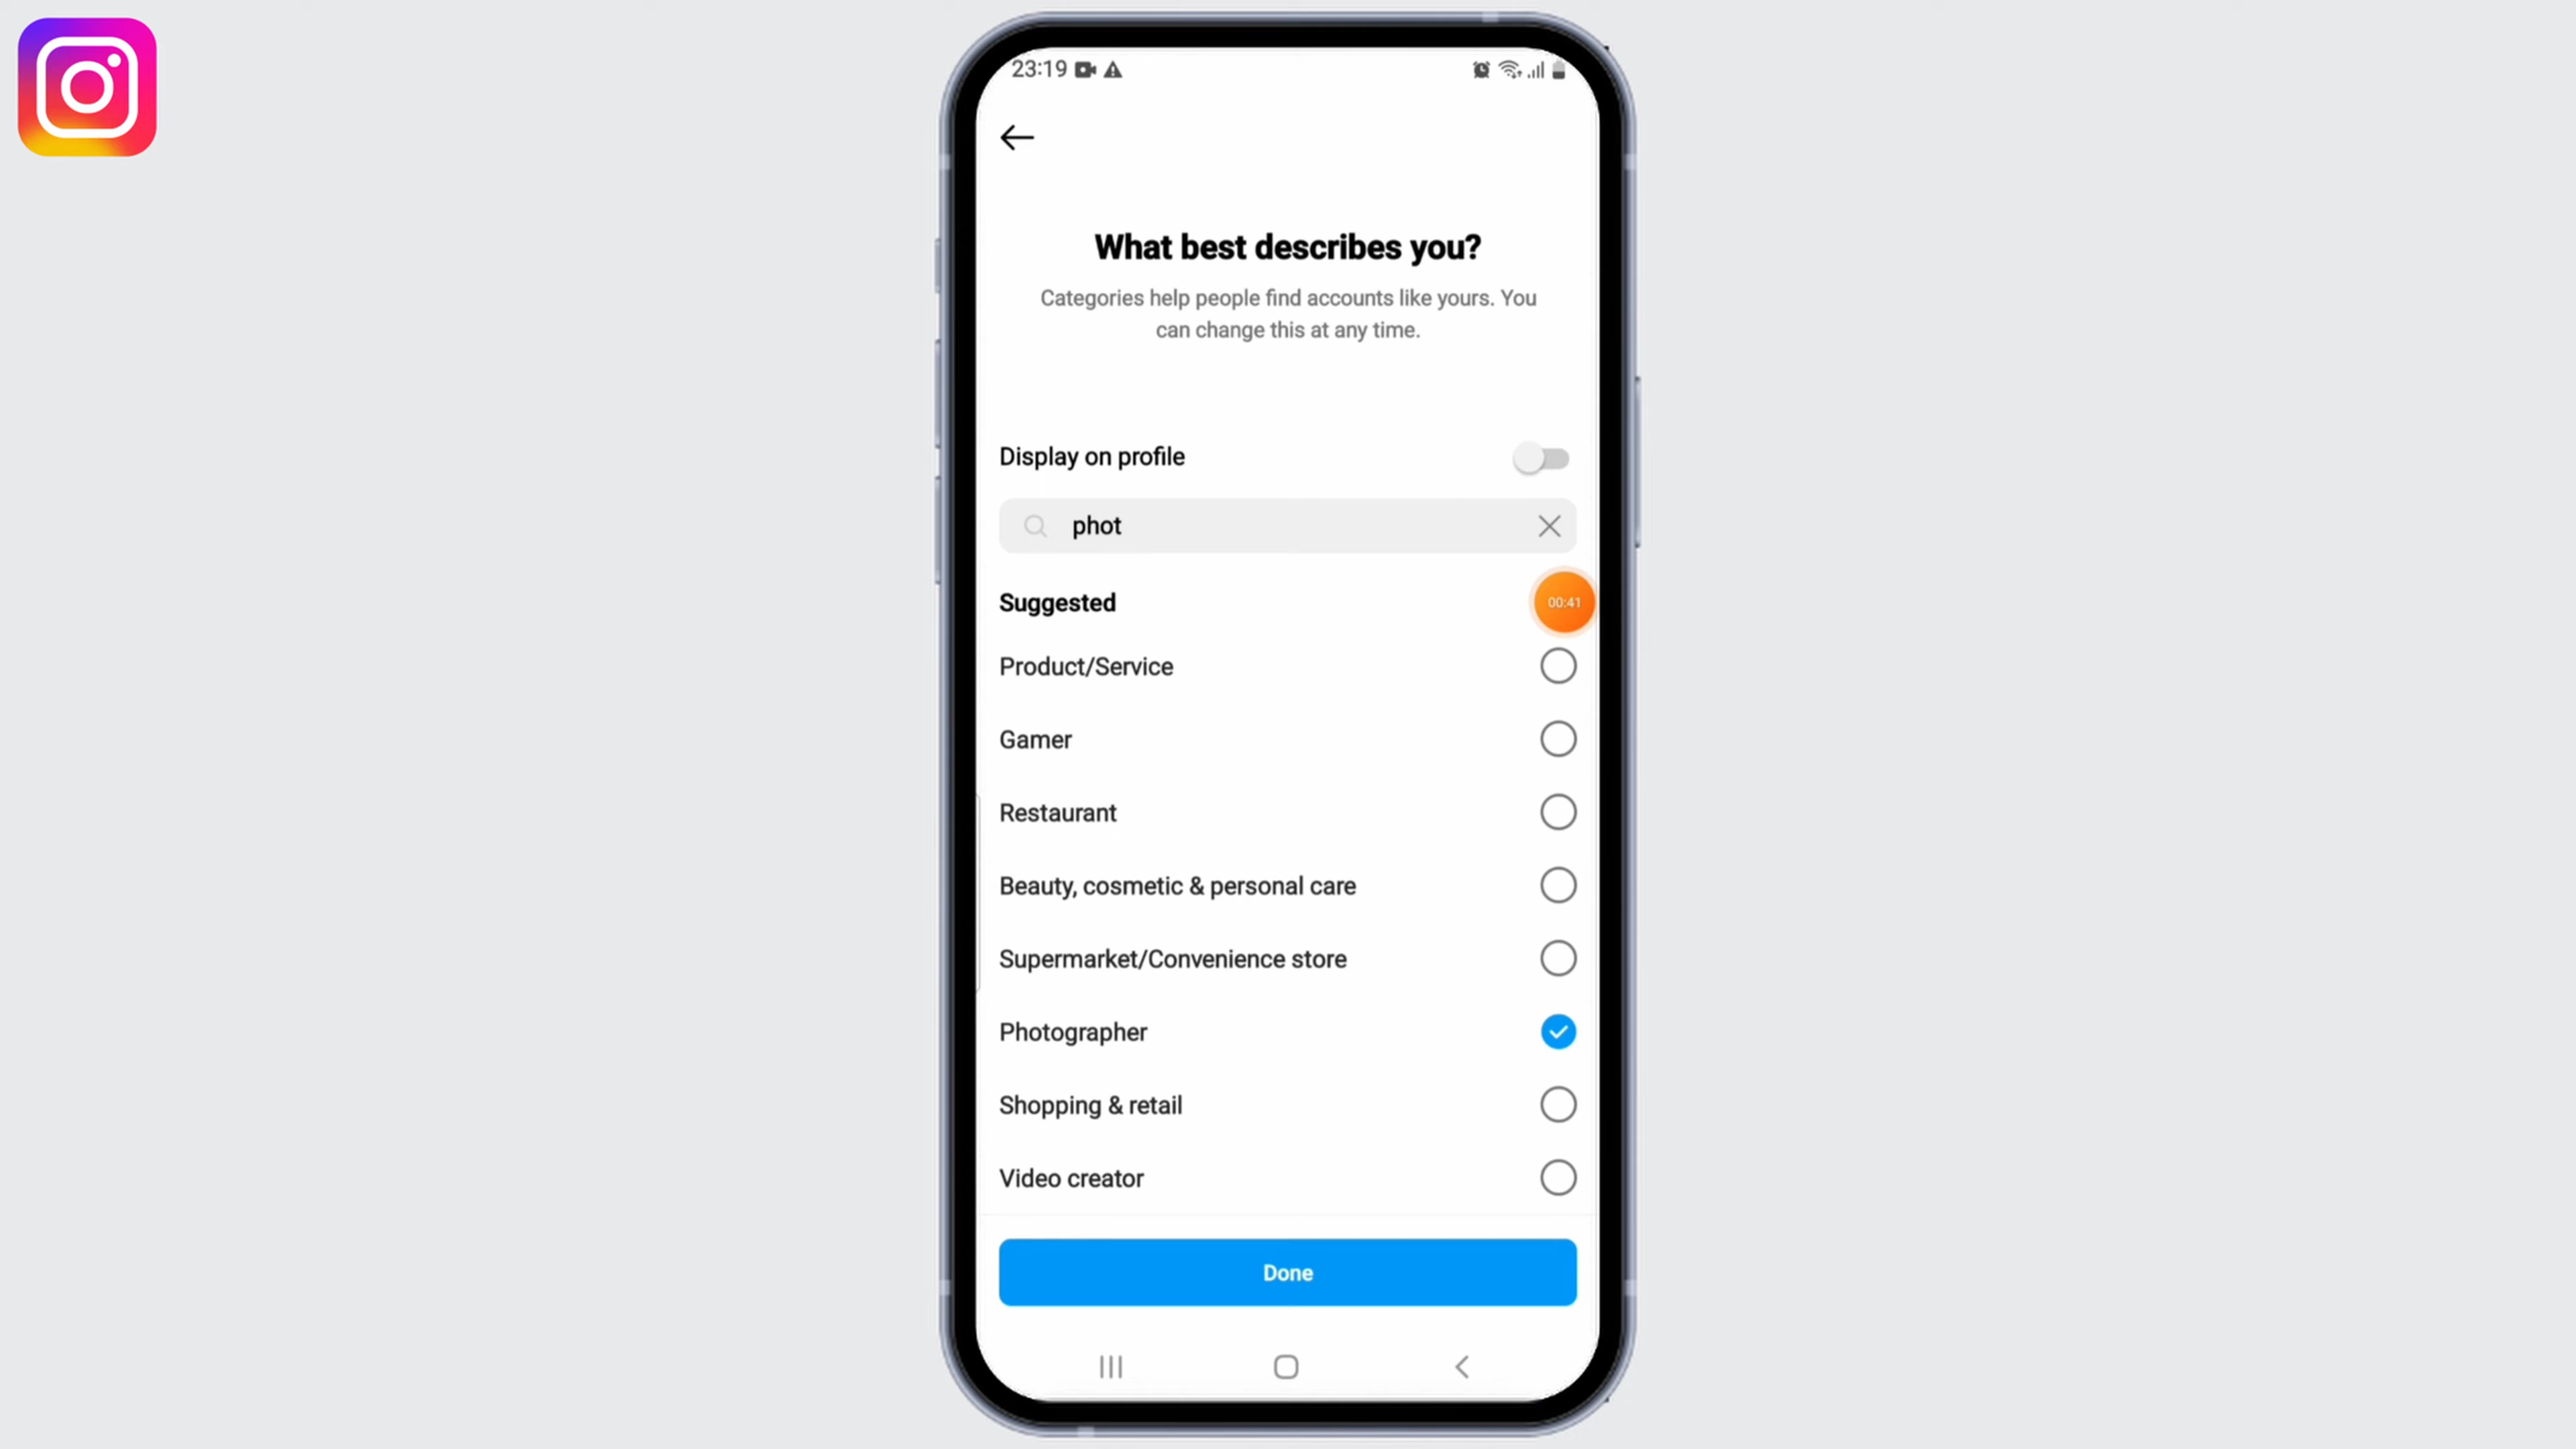 23:19
What best describes you?
Categories help people find accounts like yours. You
can change this at any time.
Display on profile
phot
Suggested
00:41
Product/Service
Gamer
Restaurant
Beauty, cosmetic & personal care
Supermarket/Convenience store
Photographer
Shopping & retail
Video creator
Done